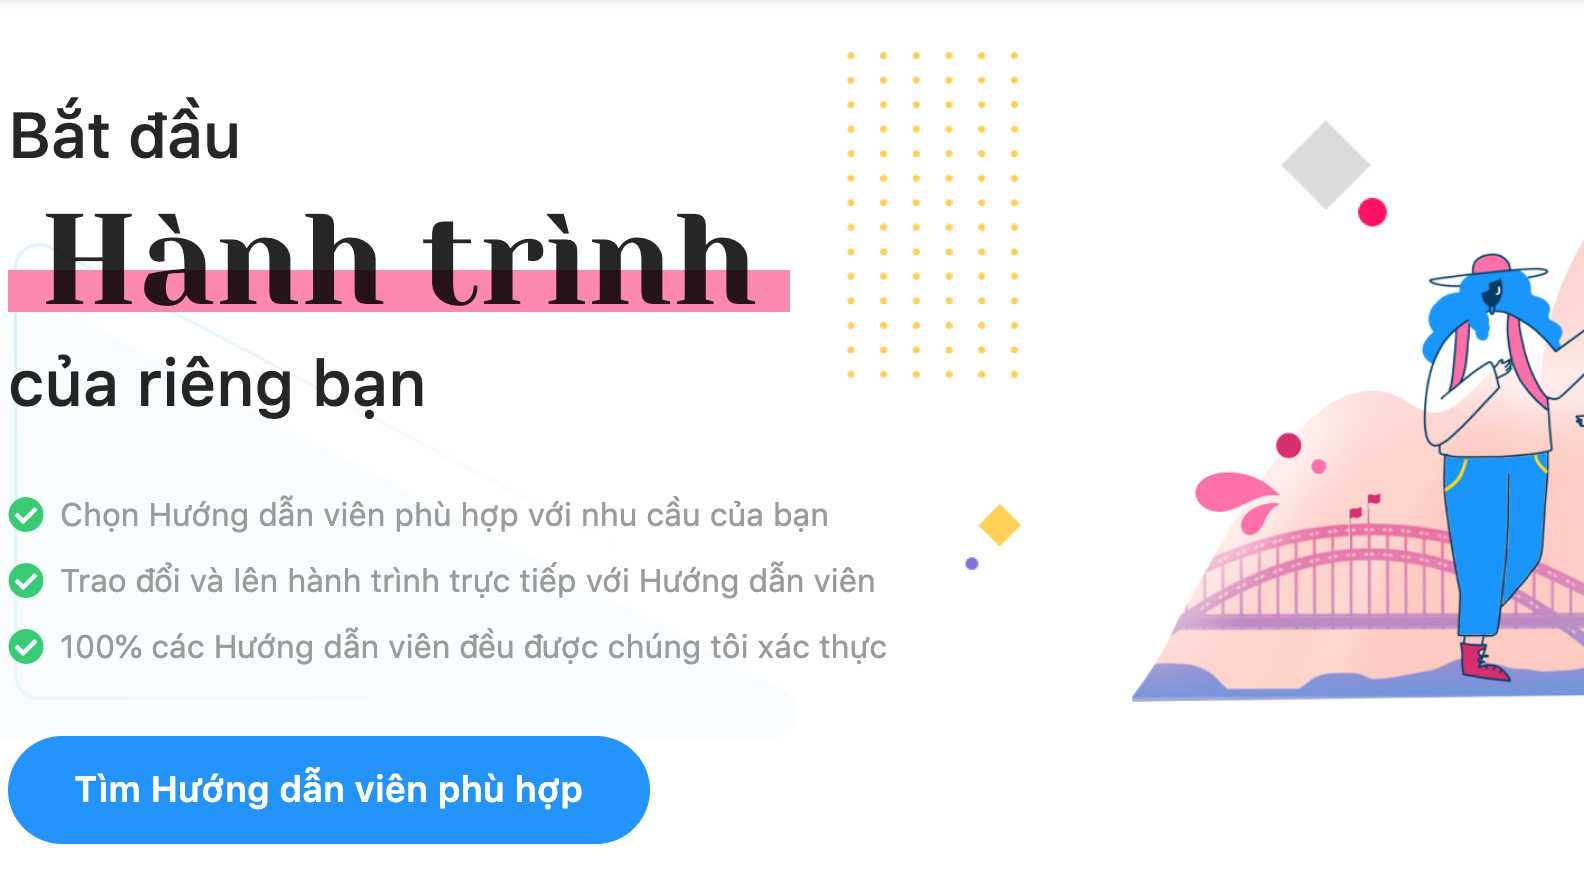 Bắt đầu
Hành trình
của riêng bạn
Chọn Hướng dẫn viên phù hợp với nhu cầu của bạn
Trao đổi và lên hành trình trực tiếp với Hướng dẫn viên
100% các Hướng dẫn viên đều được chúng tôi xác thực
Tìm Hướng dẫn viên phù hợp